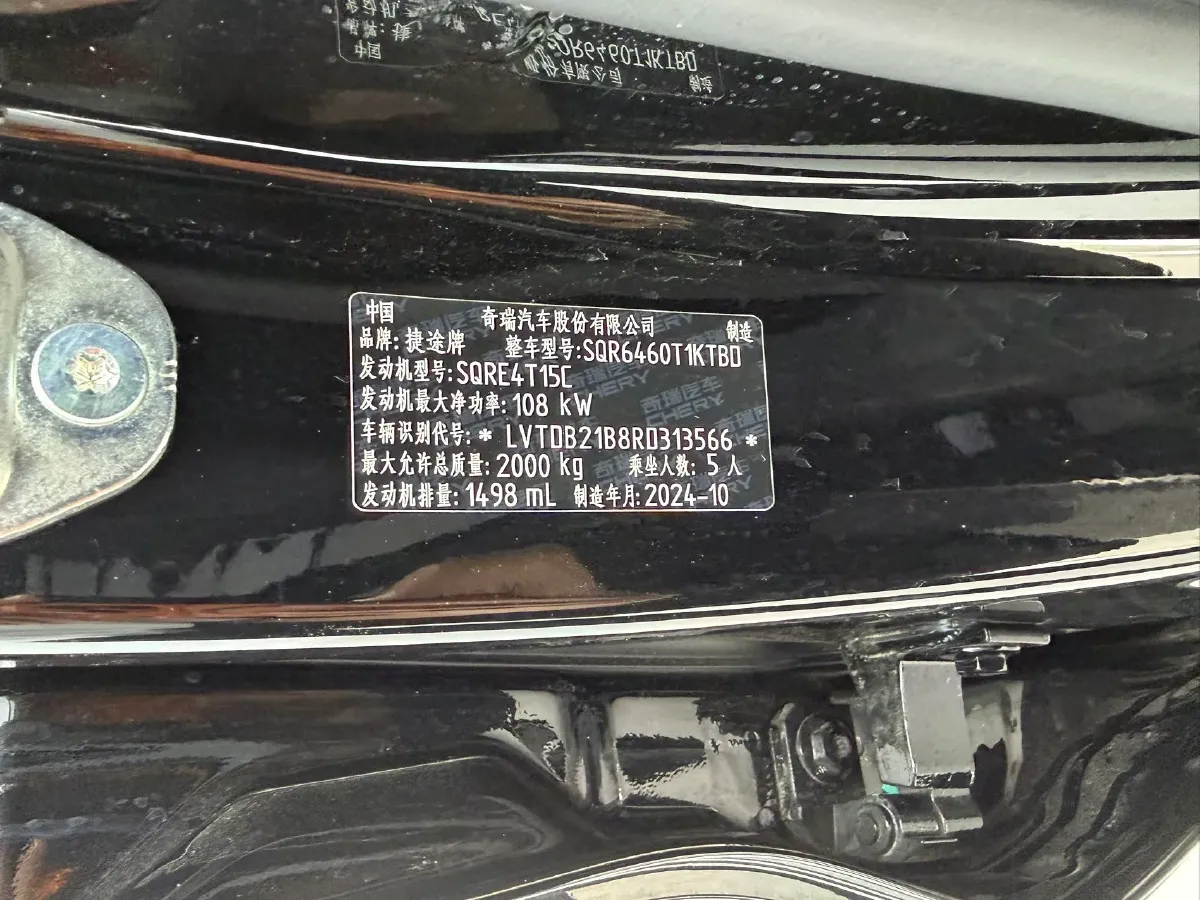 中国 奇瑞汽车股份有限公司 制造
品牌: 捷途牌 整车型号: SQR6460T1KTBD
发动机型号: SQRE4T15C
发动机最大净功率: 108 kW
车辆识别代号: * LVTDB21B8RD313566 *
最大允许总质量: 2000 kg 乘坐人数: 5 人
发动机排量: 1498 mL 制造年月: 2024-10